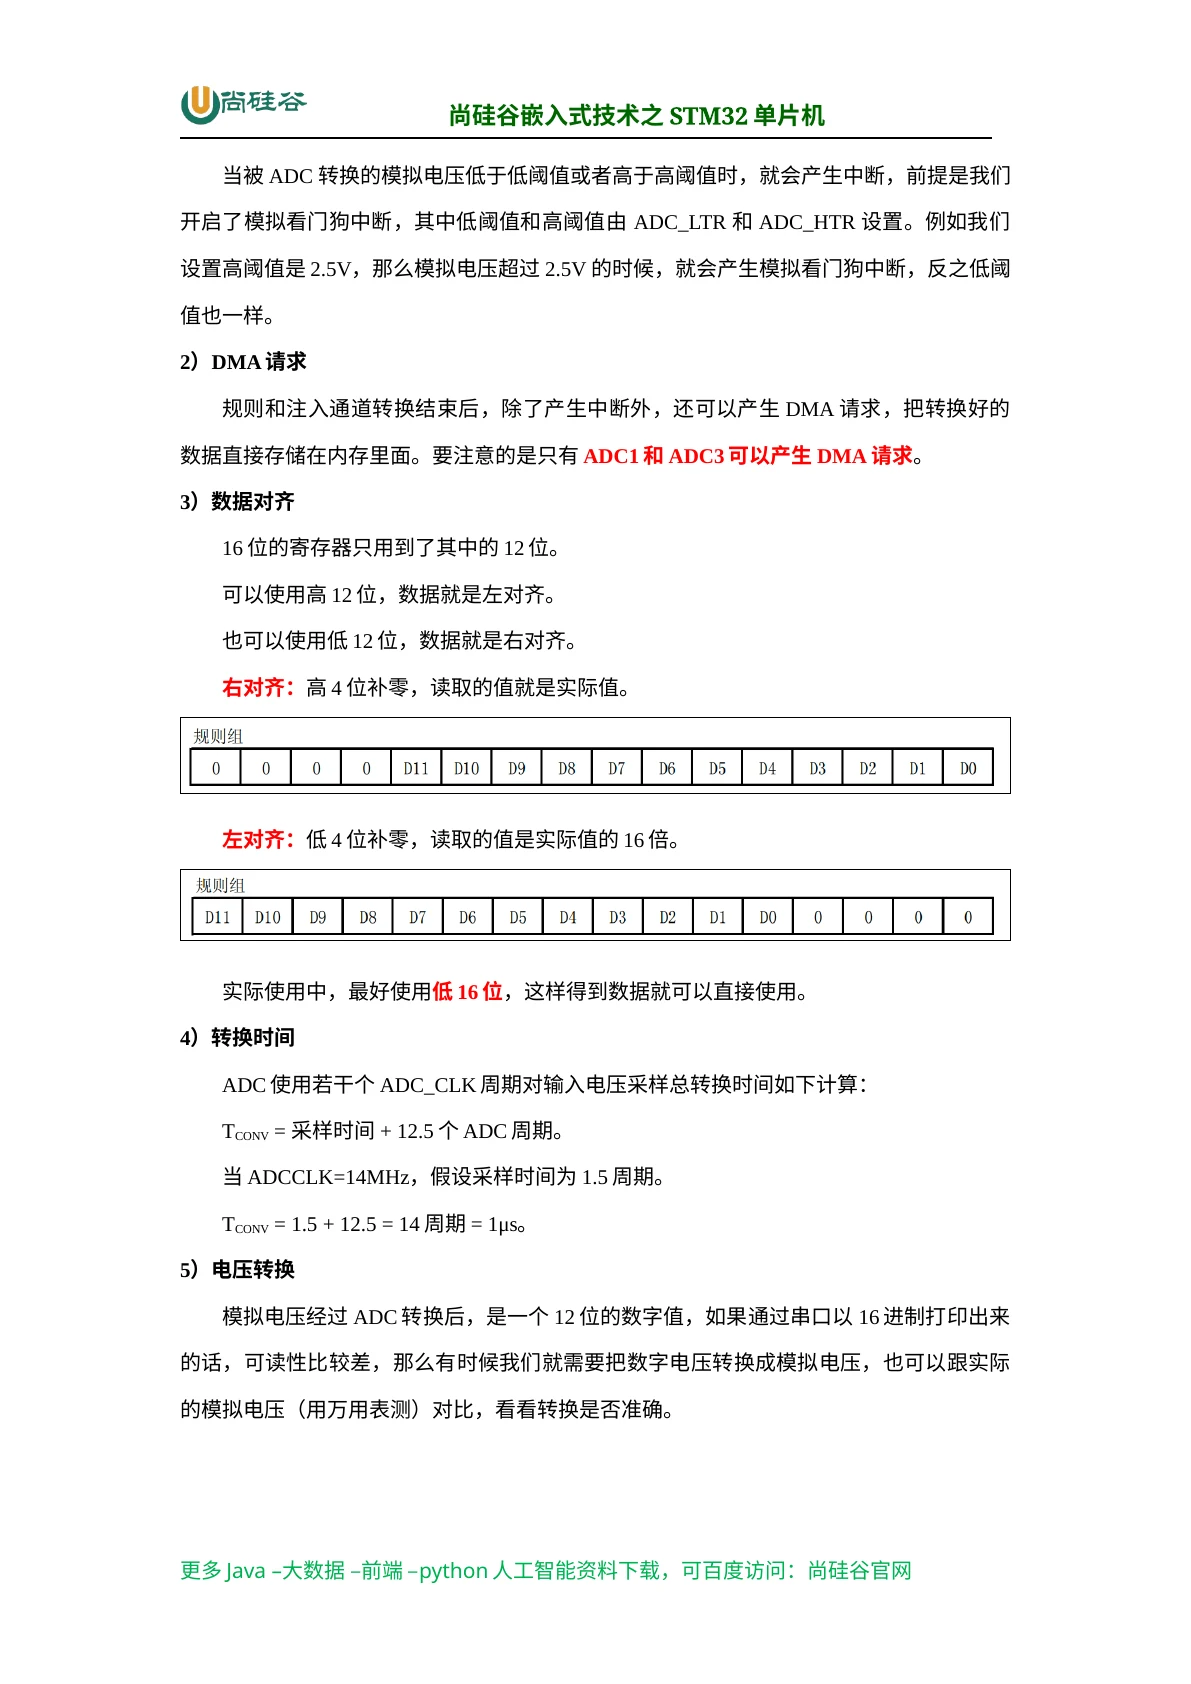 尚硅谷
尚硅谷嵌入式技术之 STM32 单片机
当被 ADC 转换的模拟电压低于低阈值或者高于高阈值时，就会产生中断，前提是我们
开启了模拟看门狗中断，其中低阈值和高阈值由 ADC_LTR 和 ADC_HTR 设置。例如我们
设置高阈值是 2.5V，那么模拟电压超过 2.5V 的时候，就会产生模拟看门狗中断，反之低阈
值也一样。
2）DMA 请求
规则和注入通道转换结束后，除了产生中断外，还可以产生 DMA 请求，把转换好的
数据直接存储在内存里面。要注意的是只有 ADC1 和 ADC3 可以产生 DMA 请求。
3）数据对齐
16 位的寄存器只用到了其中的 12 位。
可以使用高 12 位，数据就是左对齐。
也可以使用低 12 位，数据就是右对齐。
右对齐：高 4 位补零，读取的值就是实际值。
规则组
0 0 0 0 D11 D10 D9 D8 D7 D6 D5 D4 D3 D2 D1 D0
左对齐：低 4 位补零，读取的值是实际值的 16 倍。
规则组
D11 D10 D9 D8 D7 D6 D5 D4 D3 D2 D1 D0 0 0 0 0
实际使用中，最好使用低 16 位，这样得到数据就可以直接使用。
4）转换时间
ADC 使用若干个 ADC_CLK 周期对输入电压采样总转换时间如下计算：
TCONV = 采样时间 + 12.5 个 ADC 周期。
当 ADCCLK=14MHz，假设采样时间为 1.5 周期。
TCONV = 1.5 + 12.5 = 14 周期 = 1μs。
5）电压转换
模拟电压经过 ADC 转换后，是一个 12 位的数字值，如果通过串口以 16 进制打印出来
的话，可读性比较差，那么有时候我们就需要把数字电压转换成模拟电压，也可以跟实际
的模拟电压（用万用表测）对比，看看转换是否准确。
更多 Java –大数据 –前端 –python 人工智能资料下载，可百度访问：尚硅谷官网